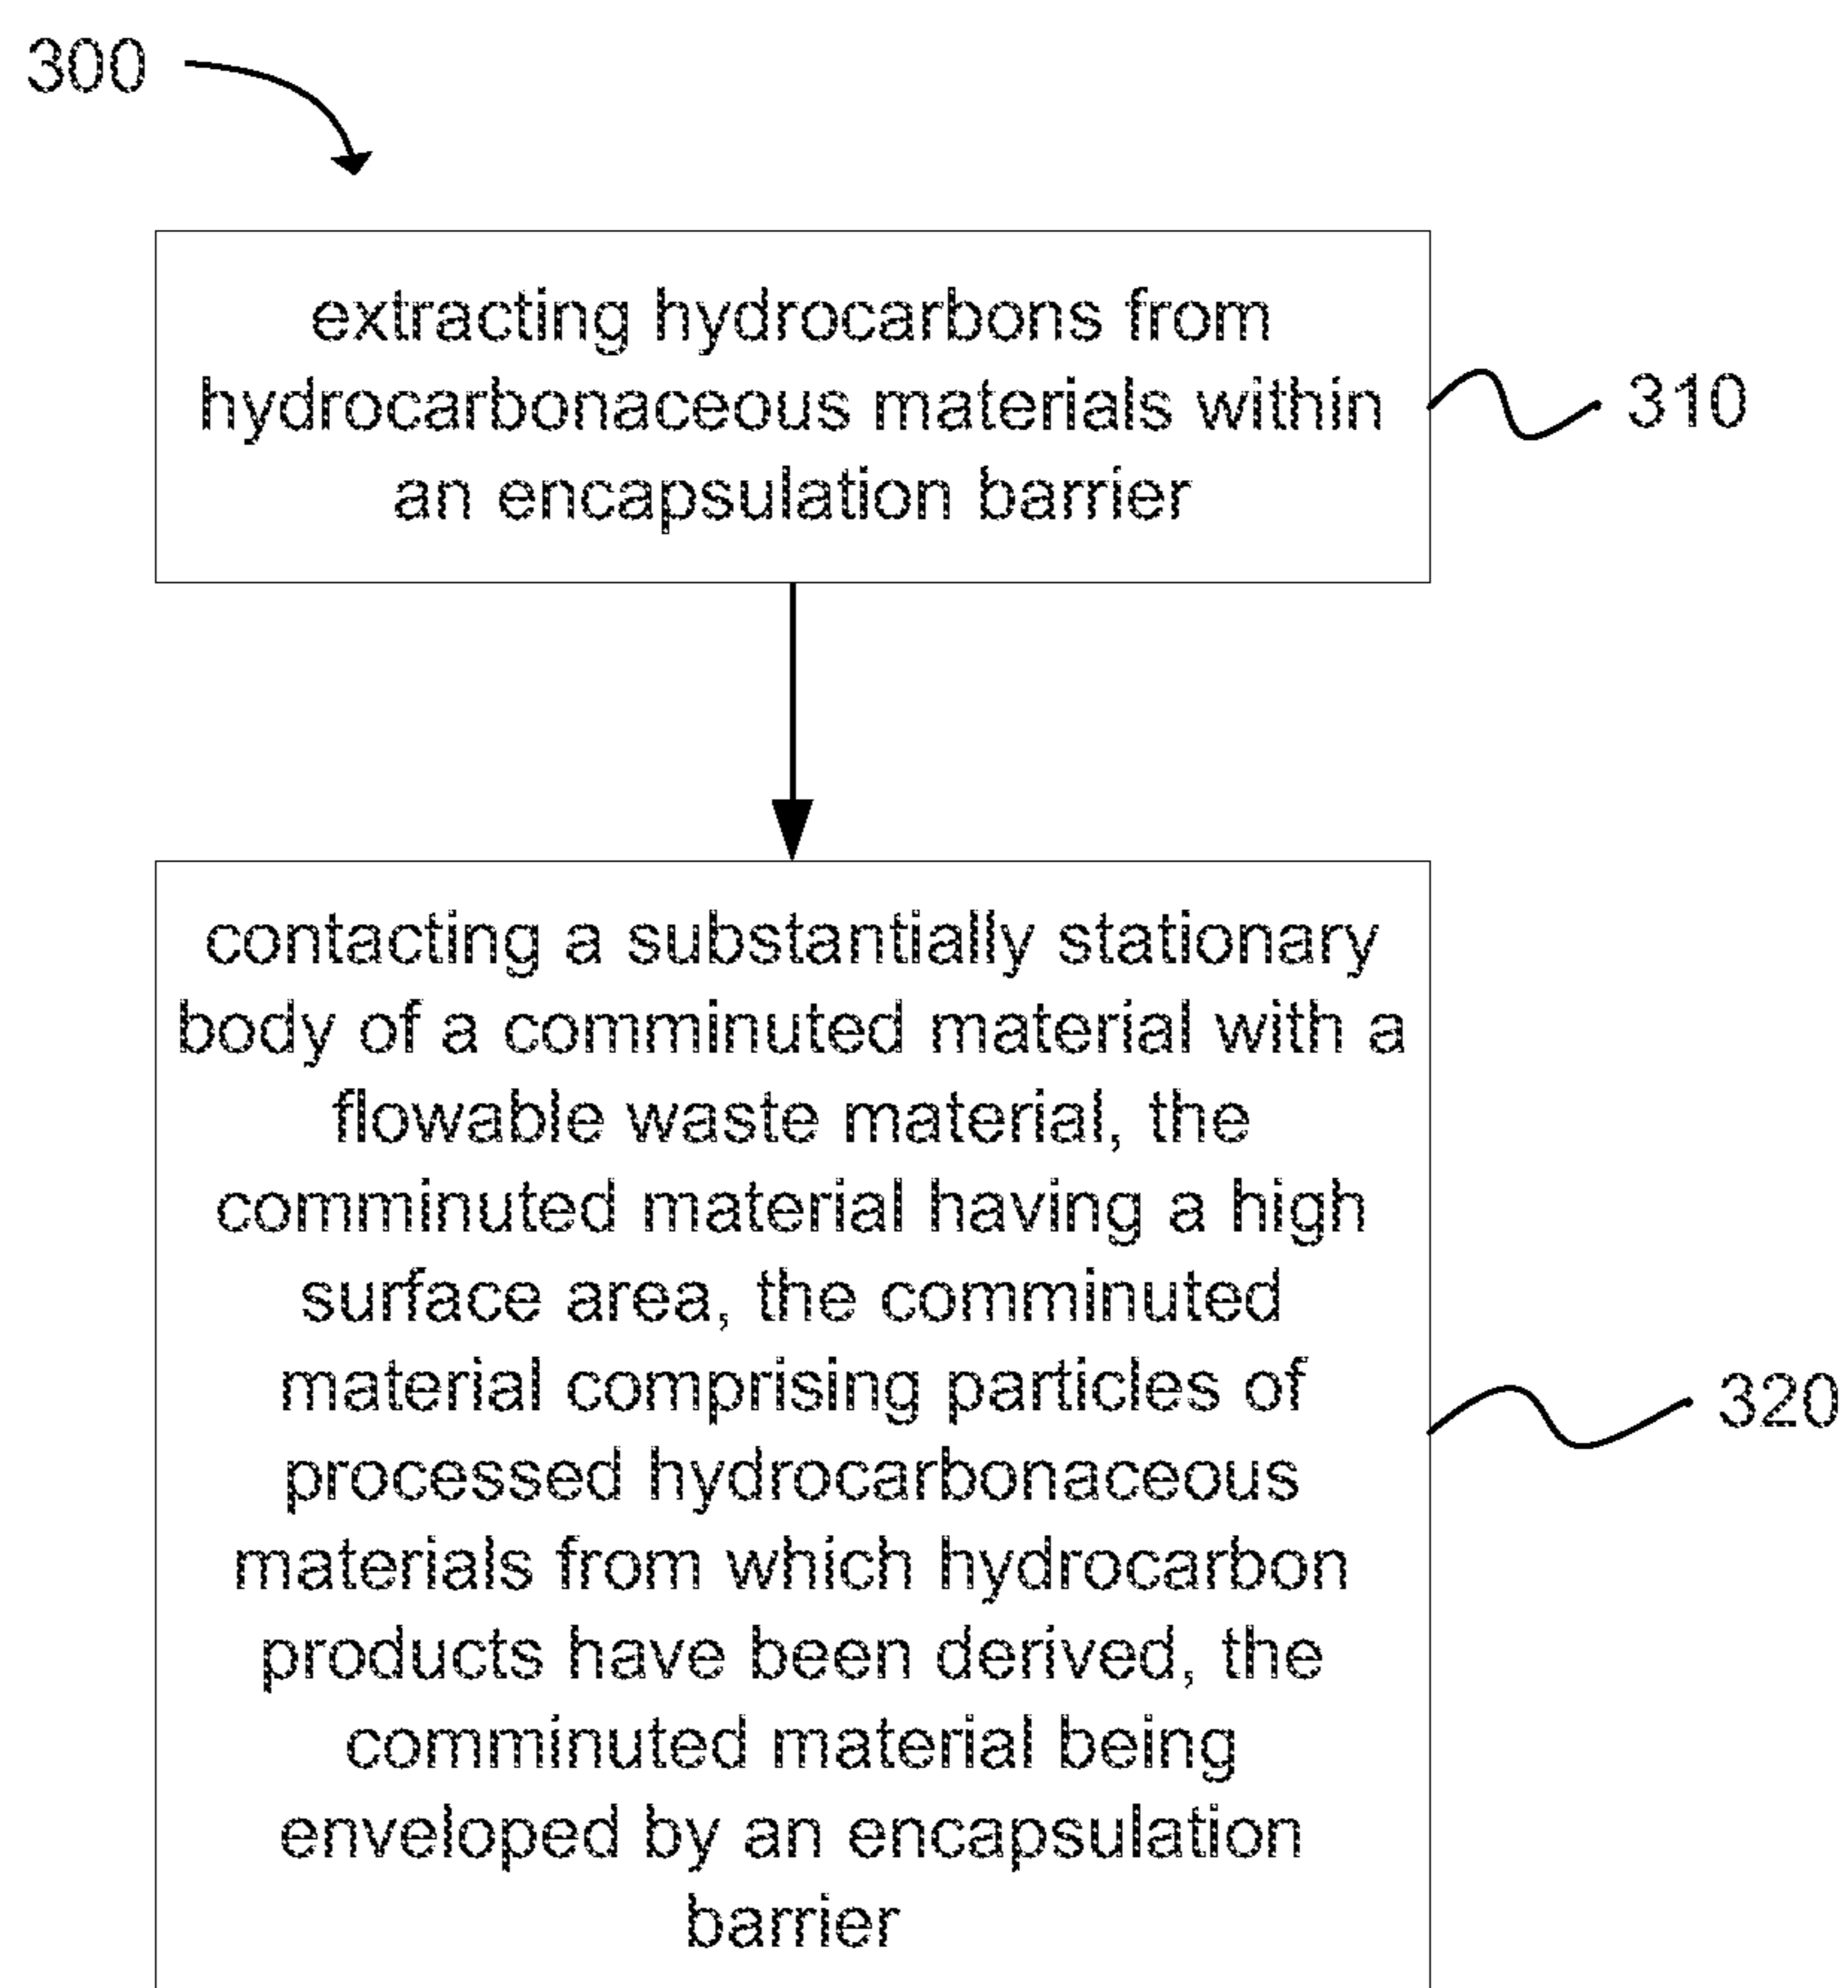 300
extracting hydrocarbons from
hydrocarbonaceous materials within
an encapsulation barrier
310
contacting a substantially stationary
body of a comminuted material with a
flowable waste material, the
comminuted material having a high
surface area, the comminuted
material comprising particles of
processed hydrocarbonaceous
materials from which hydrocarbon
products have been derived, the
comminuted material being
enveloped by an encapsulation
barrier
320